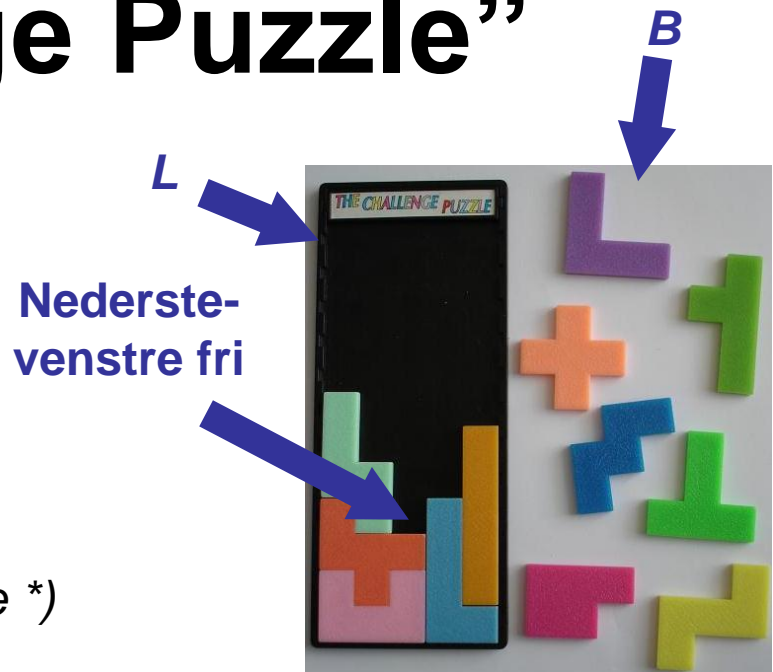 ge Puzzle”
B
L
THE CHALLENGE PUZZLE
Nederste-
venstre fri
e *)